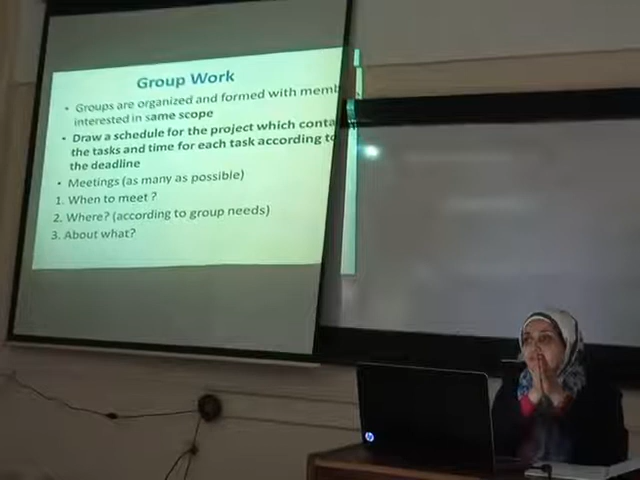 Group Work
• Groups are organized and formed with memb
interested in same scope
• Draw a schedule for the project which conta
the tasks and time for each task according to
the deadline
• Meetings (as many as possible)
1. When to meet ?
2. Where? (according to group needs)
3. About what?
hp